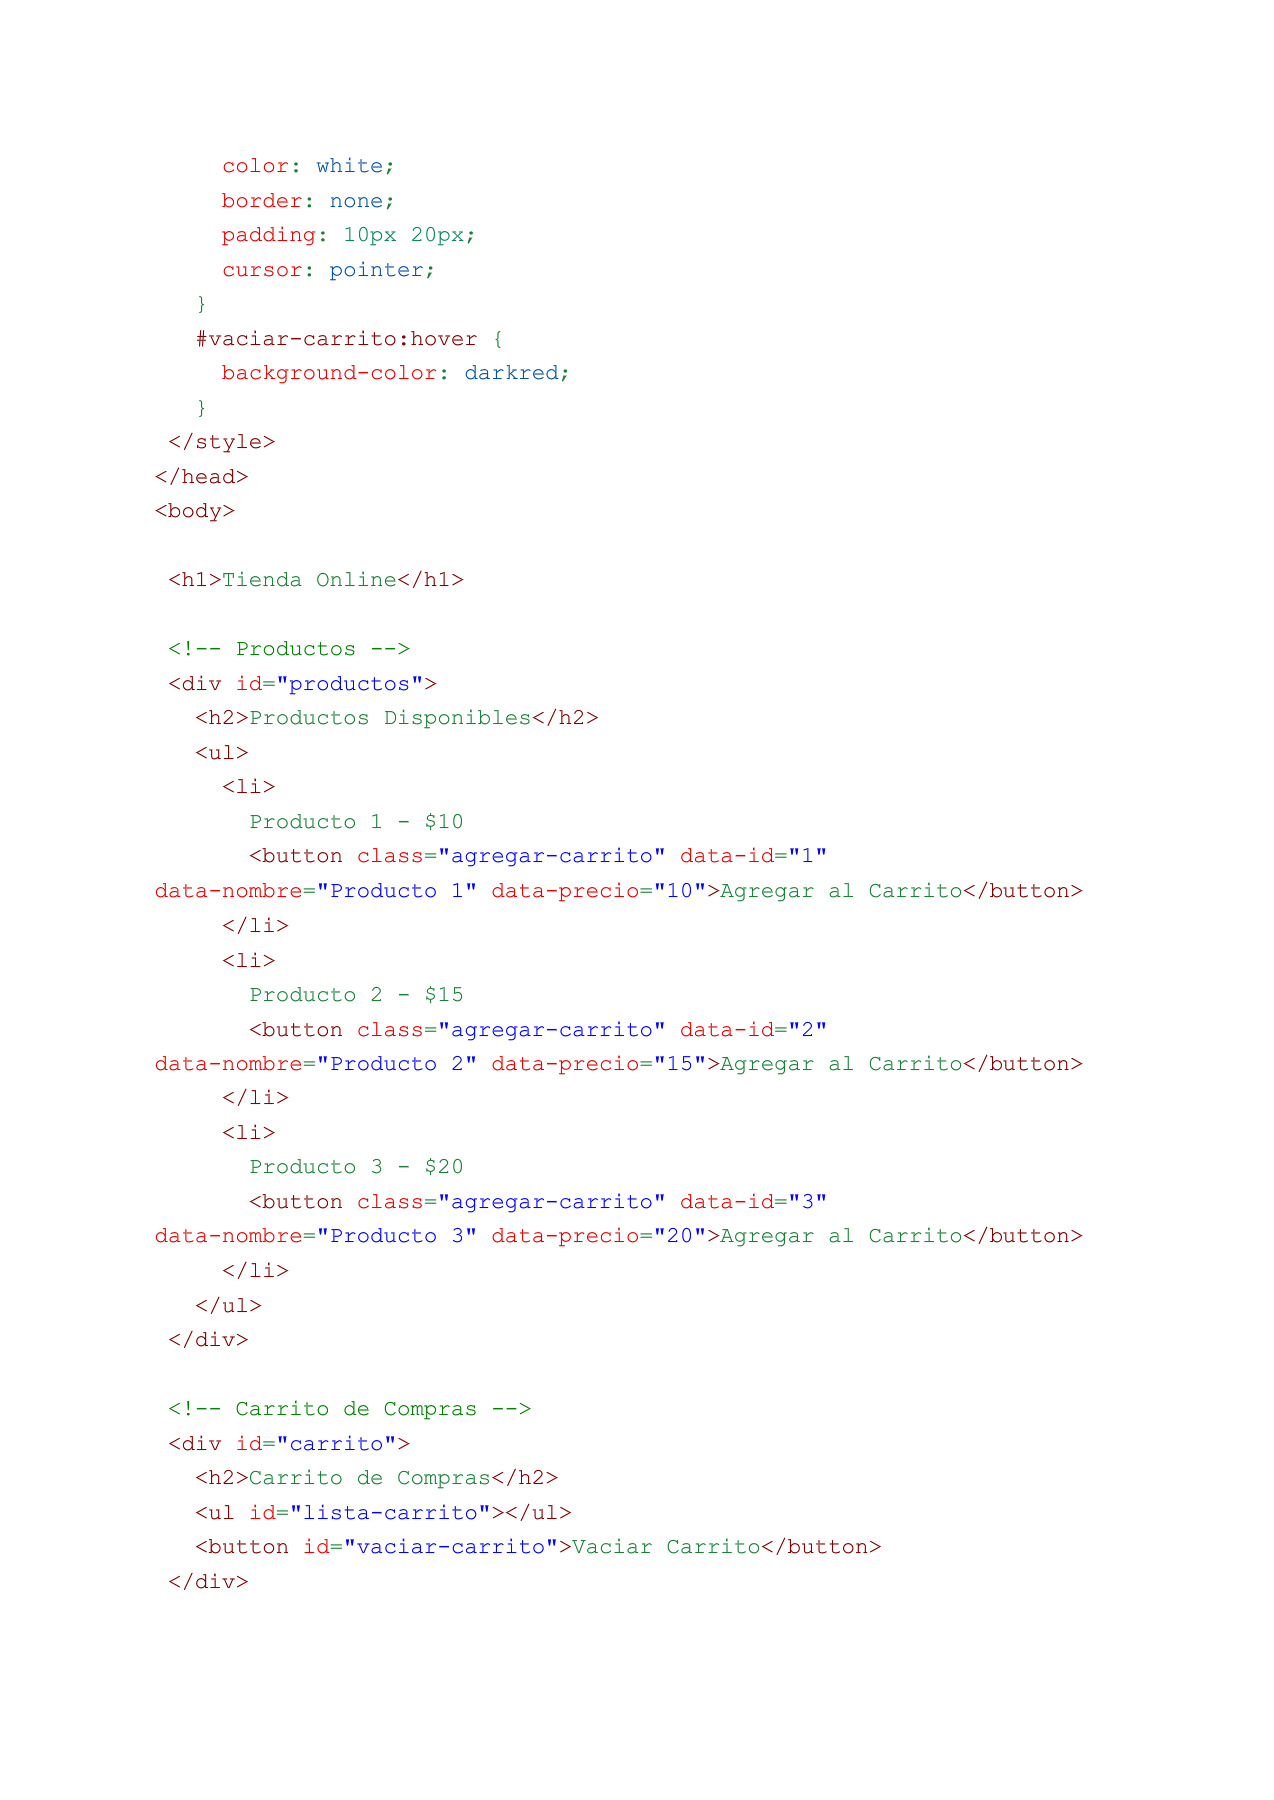 color: white;
border: none;
padding: 10px 20px;
cursor: pointer;
}
#vaciar-carrito:hover {
background-color: darkred;
}
</style>
</head>
<body>
<h1>Tienda Online</h1>
<!-- Productos -->
<div id="productos">
<h2>Productos Disponibles</h2>
<ul>
<li>
Producto 1 - $10
<button class="agregar-carrito" data-id="1"
data-nombre="Producto 1" data-precio="10">Agregar al Carrito</button>
</li>
<li>
Producto 2 - $15
<button class="agregar-carrito" data-id="2"
data-nombre="Producto 2" data-precio="15">Agregar al Carrito</button>
</li>
<li>
Producto 3 - $20
<button class="agregar-carrito" data-id="3"
data-nombre="Producto 3" data-precio="20">Agregar al Carrito</button>
</li>
</ul>
</div>
<!-- Carrito de Compras -->
<div id="carrito">
<h2>Carrito de Compras</h2>
<ul id="lista-carrito"></ul>
<button id="vaciar-carrito">Vaciar Carrito</button>
</div>